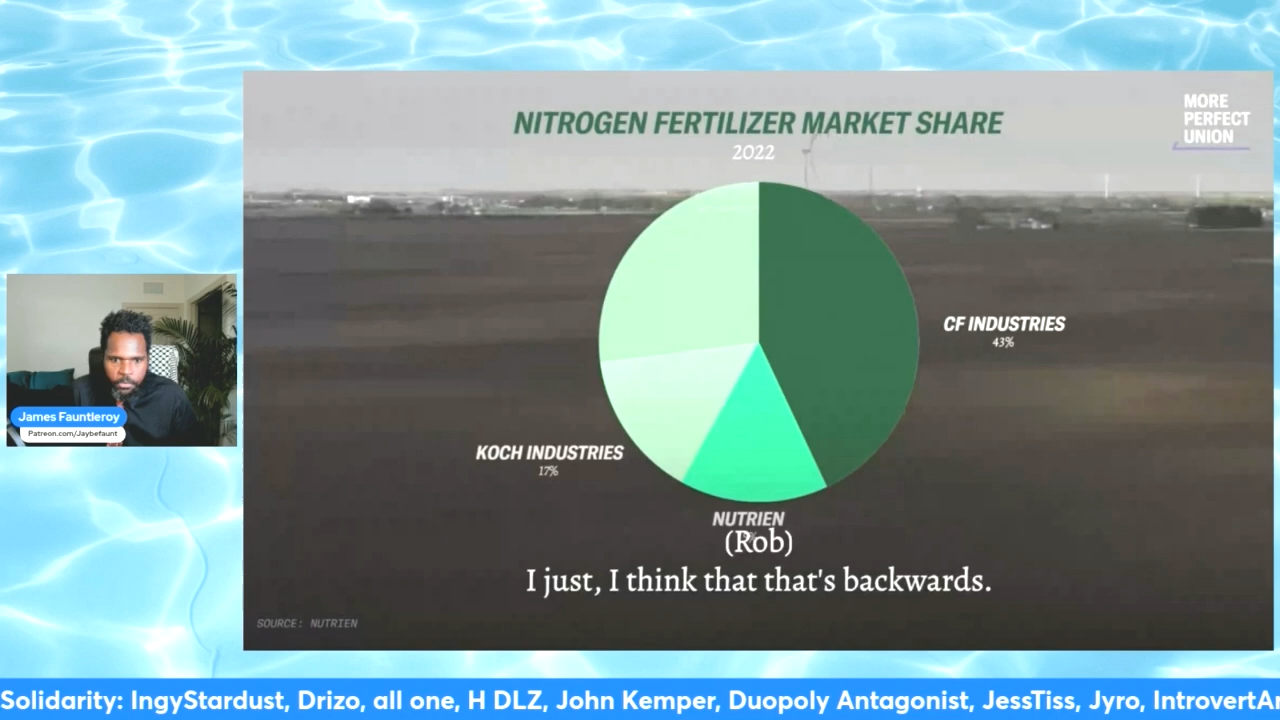 MORE
PERFECT
UNION
NITROGEN FERTILIZER MARKET SHARE
2022
CF INDUSTRIES
43%
KOCH INDUSTRIES
17%
NUTRIEN
(Rob)
I just, I think that that's backwards.
SOURCE: NUTRIEN
James Fauntleroy
Patreon.com/Jaybefaunt
Solidarity: IngyStardust, Drizo, all one, H DLZ, John Kemper, Duopoly Antagonist, JessTiss, Jyro,